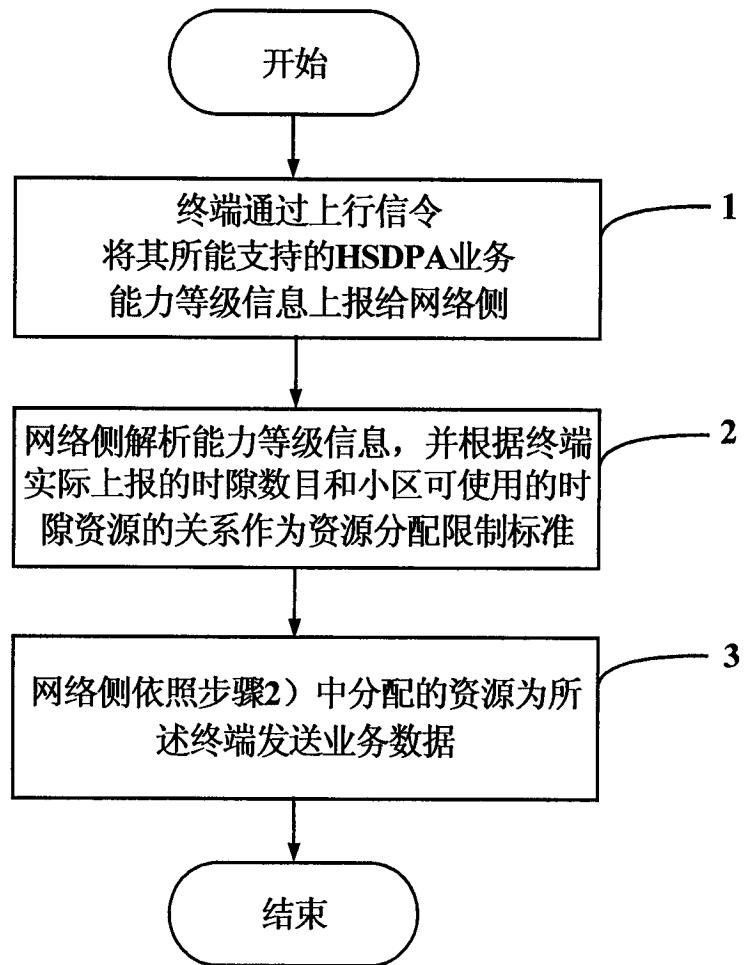 开始
终端通过上行信令
将其所能支持的HSDPA业务
能力等级信息上报给网络侧
1
网络侧解析能力等级信息，并根据终端
实际上报的时隙数目和小区可使用的时
隙资源的关系作为资源分配限制标准
2
网络侧依照步骤2）中分配的资源为所
述终端发送业务数据
3
结束